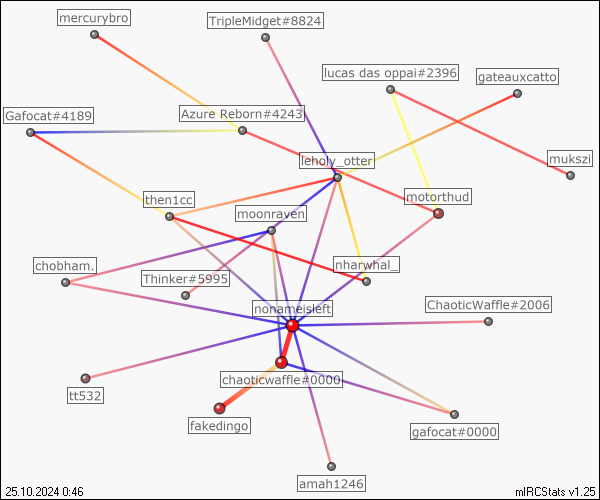 mercurybro
TripleMidget#8824
lucas das oppai#2396
gateauxcatto
Gafocat#4189
Azure Reborn#4243
leholy_otter
mukszi
then1cc
moonraven
motorthud
chobham.
Thinker#5995
nharwhal_
nonameisleft
ChaoticWaffle#2006
tt532
chaoticwaffle#0000
fakedingo
gafocat#0000
amah1246
25.10.2024 0:46
mIRCStats v1.25